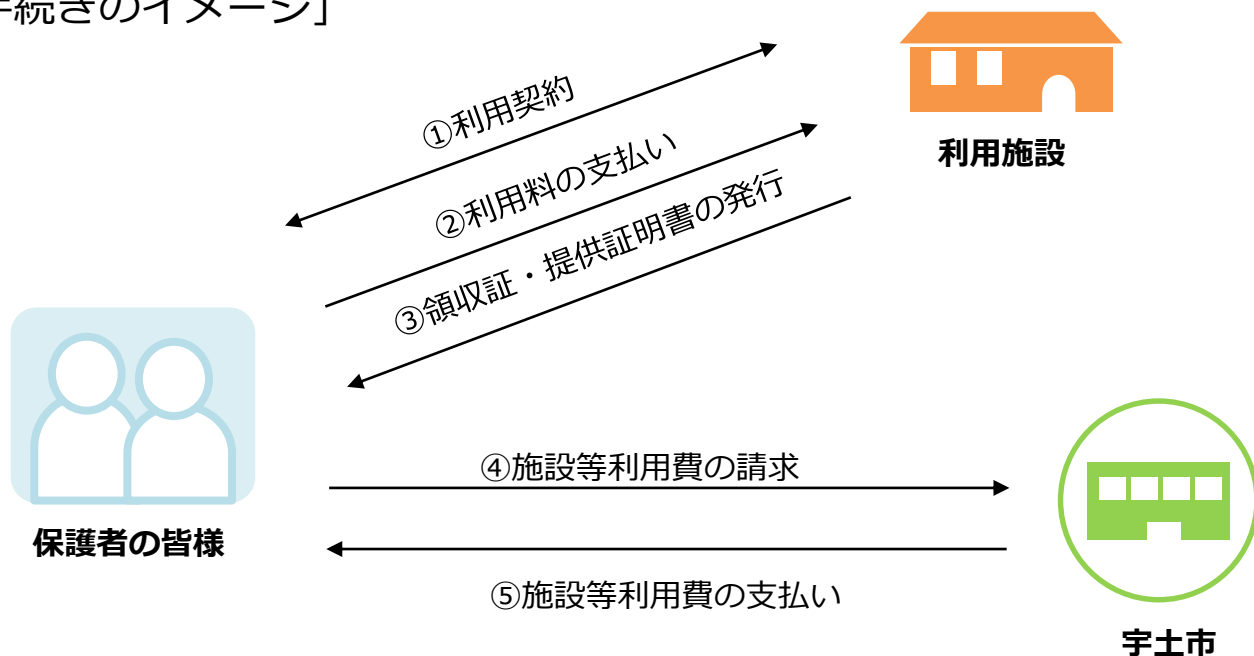 手続きのイメージ］
①利用契約
利用施設
②利用料の支払い
③領収証・提供証明書の発行
④施設等利用費の請求
保護者の皆様
⑤施設等利用費の支払い
宇土市